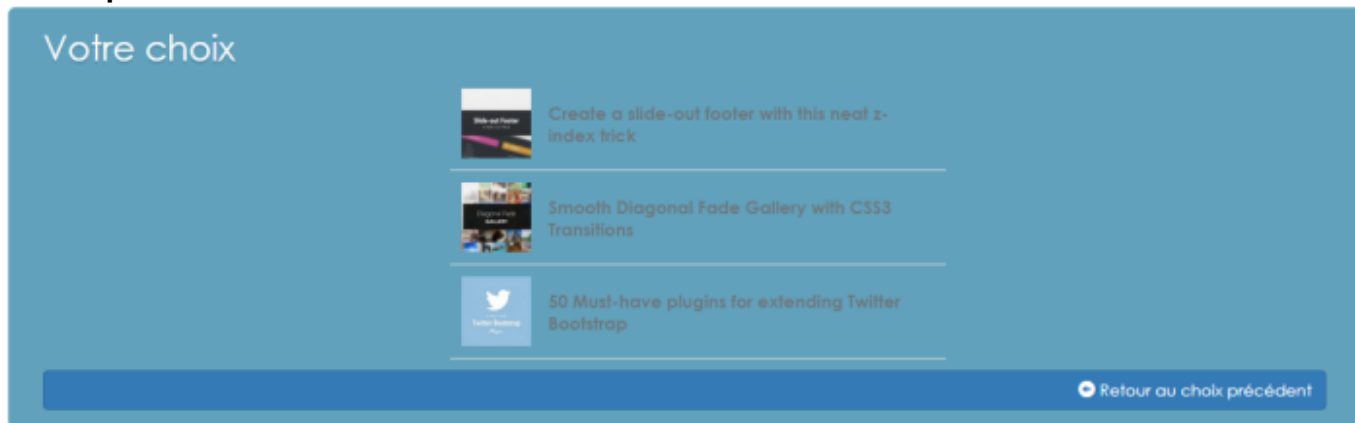 Votre choix
Slide-out Footer
Create a slide-out footer with this neat z-
index trick
Diagonal Fade
GALLERY
Smooth Diagonal Fade Gallery with CSS3
Transitions
Twitter Bootstrap
50 Must-have plugins for extending Twitter
Bootstrap
Retour au choix précédent